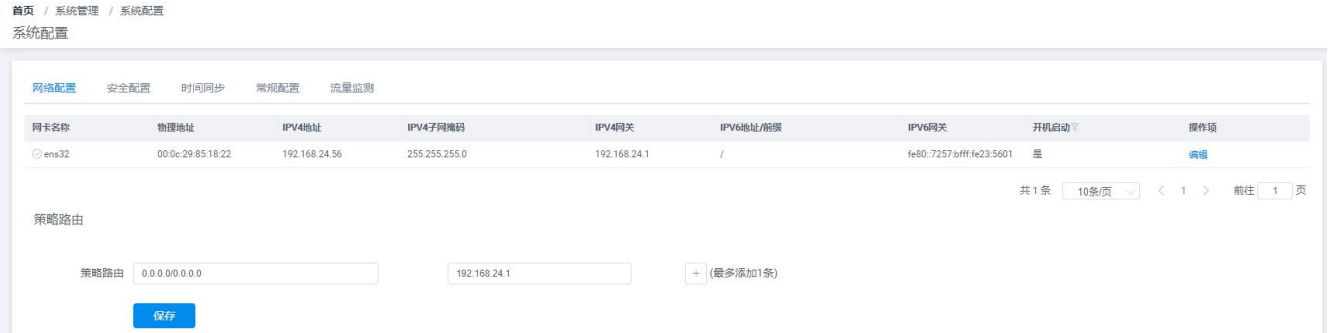 首页 / 系统管理 / 系统配置
系统配置
网络配置 安全配置 时间同步 常规配置 流量监测
网卡名称 物理地址 IPV4地址 IPV4子网掩码 IPV4网关 IPV6地址/前缀 IPV6网关 开机启动 操作项
ens32 00:0c:29:85:18:22 192.168.24.56 255.255.255.0 192.168.24.1 / fe80::7257:bfff:fe23:5601 是 编辑
共1条 10条/页 < 1 > 前往 1 页
策略路由
策略路由 0.0.0.0/0.0.0.0 192.168.24.1 + (最多添加1条)
保存